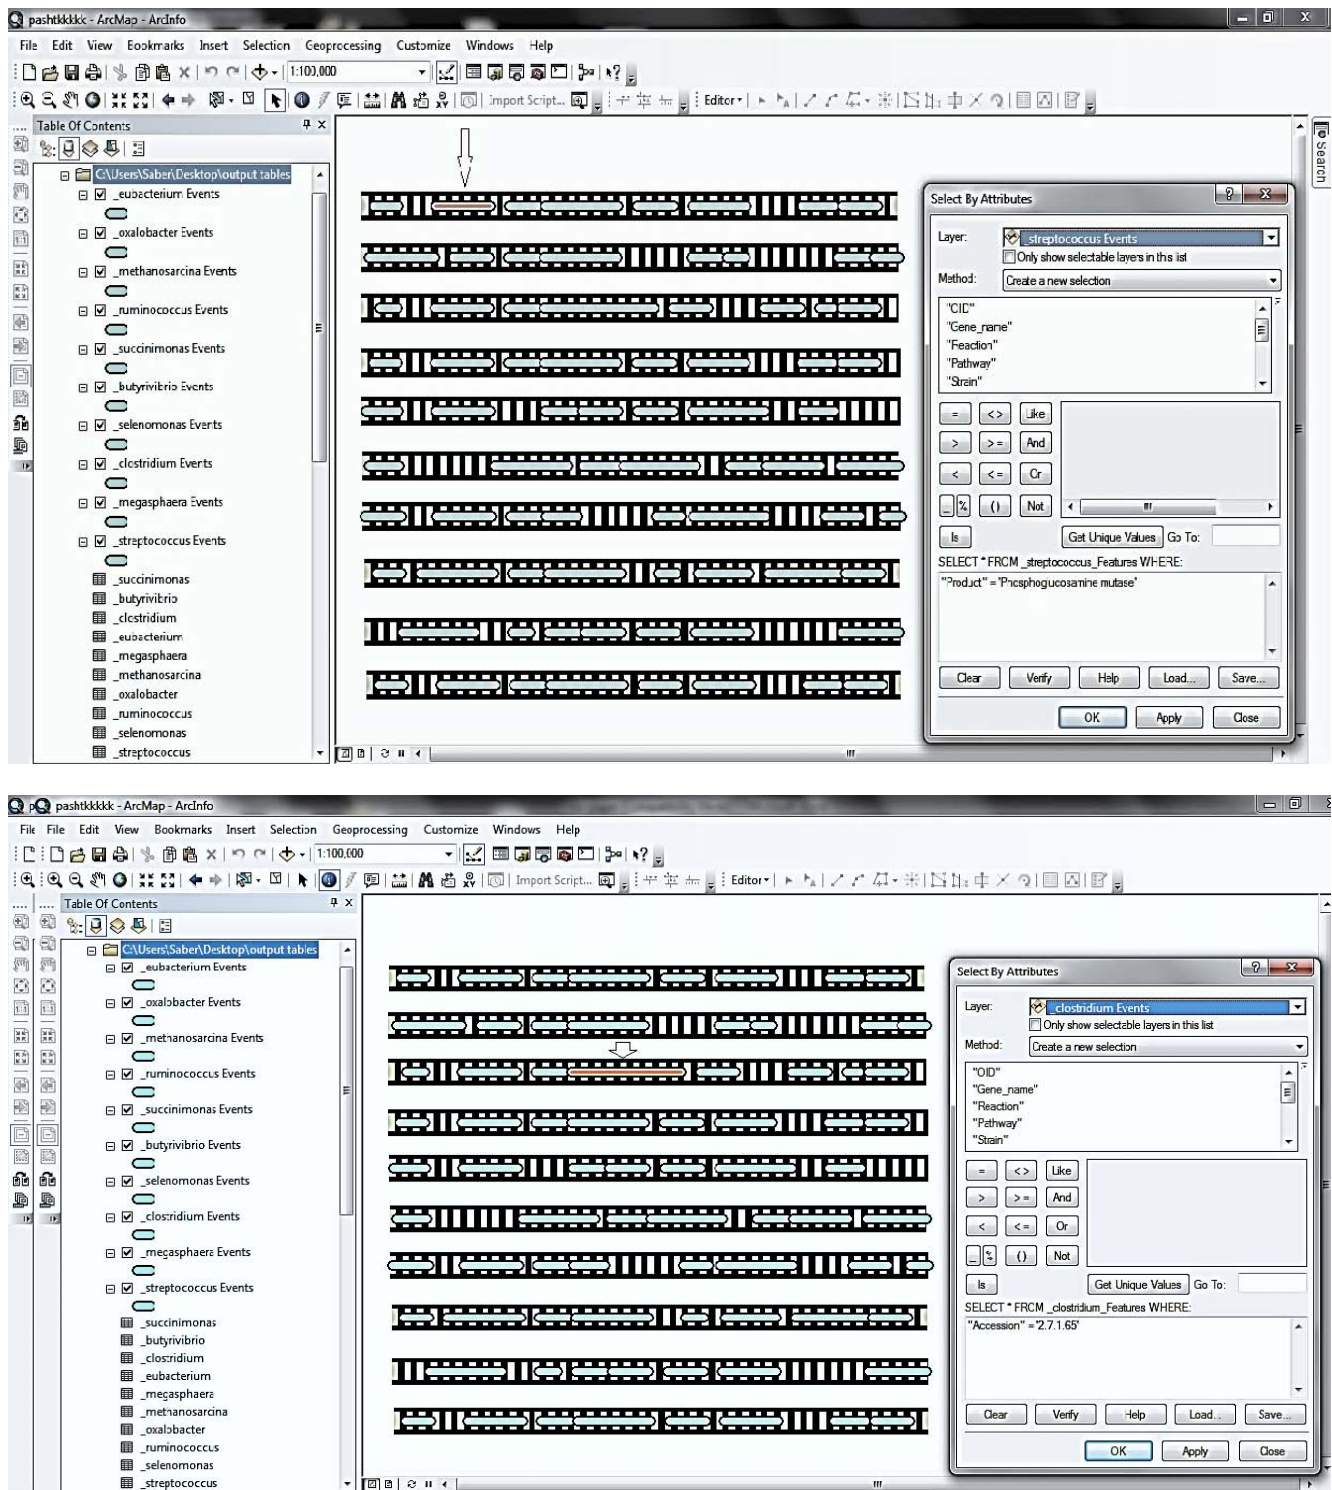 pashtkkkkk - ArcMap - ArcInfo
File Edit View Bookmarks Insert Selection Geoprocessing Customize Windows Help
1:100,000
Import Script... Editor
Table Of Contents
Search
C:\Users\Saber\Desktop\output tables
_eubacterium Events
_oxalobacter Events
_methanosarcina Events
_ruminococcus Events
_succinimonas Events
_butyrivibrio Events
_selenomonas Events
_clostridium Events
_megasphaera Events
_streptococcus Events
_succinimonas
_butyrivibrio
_clostridium
_eubacterium
_megasphaera
_methanosarcina
_oxalobacter
_ruminococcus
_selenomonas
_streptococcus
Select By Attributes
Layer: _streptococcus Events
Only show selectable layers in this list
Method: Create a new selection
"OID"
"Gene_name"
"Reaction"
"Pathway"
"Strain"
= <> Like
> >= And
< <= Or
_ % () Not
Is Get Unique Values Go To:
SELECT * FROM _streptococcus_Features WHERE:
"Product" = 'Phosphoglucosamine mutase'
Clear Verify Help Load... Save...
OK Apply Close
p pashtkkkkk - ArcMap - ArcInfo
File File Edit View Bookmarks Insert Selection Geoprocessing Customize Windows Help
1:100,000
Import Script... Editor
Table Of Contents
C:\Users\Saber\Desktop\output tables
_eubacterium Events
_oxalobacter Events
_methanosarcina Events
_ruminococcus Events
_succinimonas Events
_butyrivibrio Events
_selenomonas Events
_clostridium Events
_megasphaera Events
_streptococcus Events
_succinimonas
_butyrivibrio
_clostridium
_eubacterium
_megasphaera
_methanosarcina
_oxalobacter
_ruminococcus
_selenomonas
_streptococcus
Select By Attributes
Layer: _clostridium Events
Only show selectable layers in this list
Method: Create a new selection
"OID"
"Gene_name"
"Reaction"
"Pathway"
"Strain"
= <> Like
> >= And
< <= Or
_ % () Not
Is Get Unique Values Go To:
SELECT * FROM _clostridium_Features WHERE:
"Accession" = '2.7.1.65'
Clear Verify Help Load... Save...
OK Apply Close